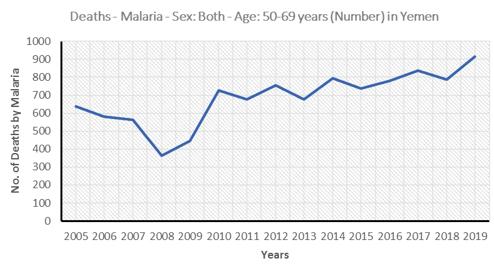 Deaths - Malaria - Sex: Both - Age: 50-69 years (Number) in Yemen
No. of Deaths by Malaria
1000
900
800
700
600
500
400
300
200
100
0
2005 2006 2007 2008 2009 2010 2011 2012 2013 2014 2015 2016 2017 2018 2019
Years